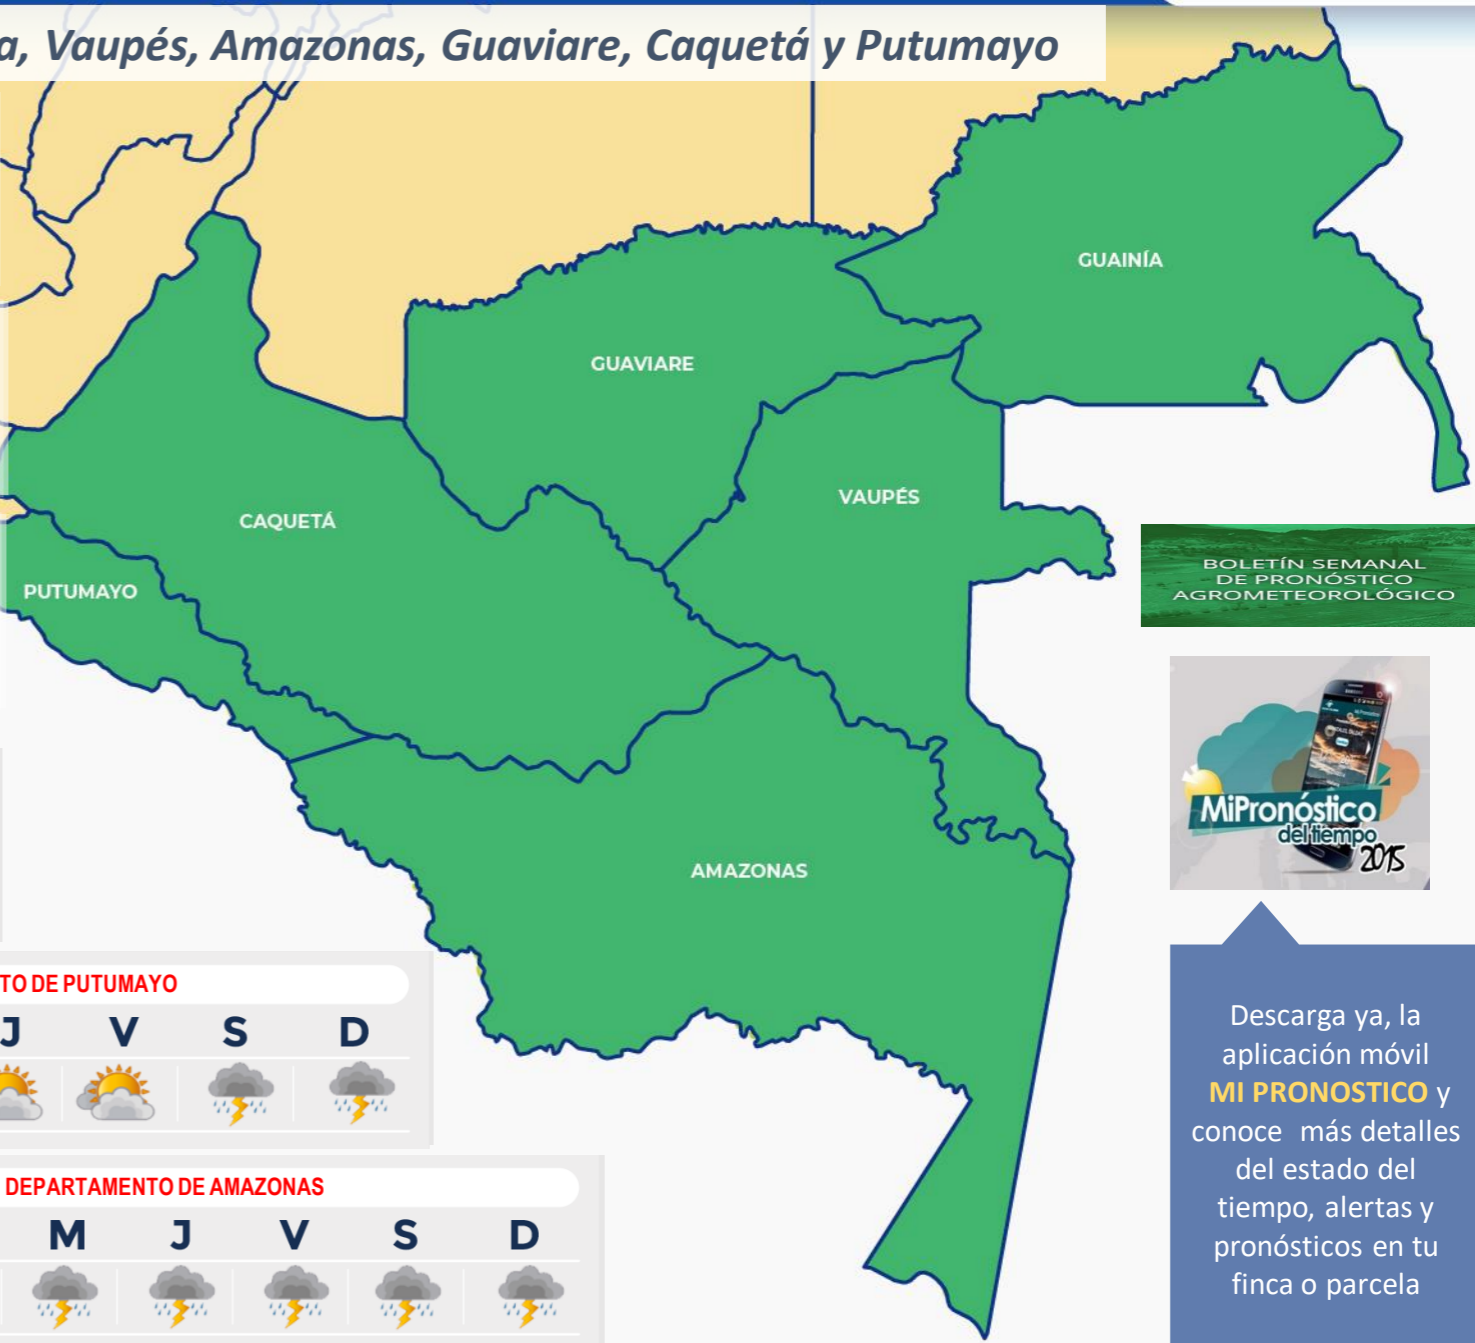 a, Vaupés, Amazonas, Guaviare, Caquetá y Putumayo
GUAINÍA
GUAVIARE
VAUPÉS
CAQUETÁ
PUTUMAYO
AMAZONAS
BOLETÍN SEMANAL
DE PRONÓSTICO
AGROMETEOROLÓGICO
SAMSUNG
MiPronóstico
del tiempo
2015
Descarga ya, la
aplicación móvil
MI PRONOSTICO y
conoce más detalles
del estado del
tiempo, alertas y
pronósticos en tu
finca o parcela
TO DE PUTUMAYO
J V S D
DEPARTAMENTO DE AMAZONAS
M J V S D